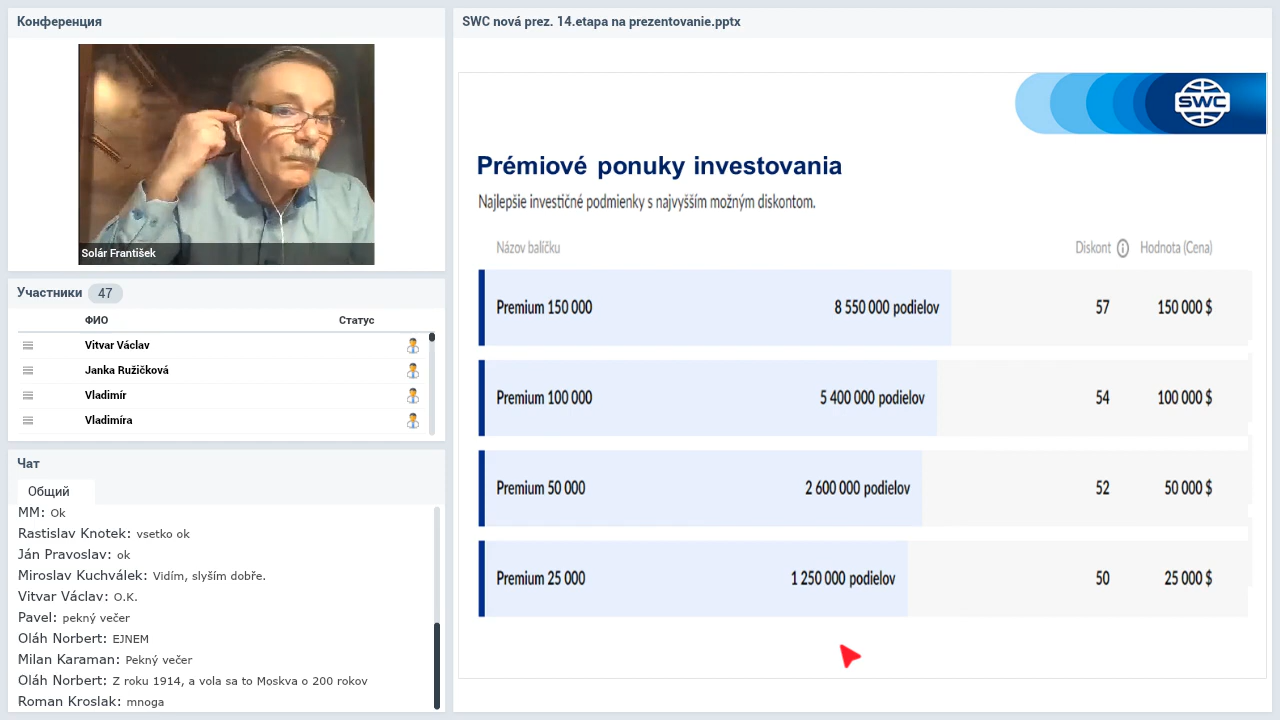 Конференция
Solár František
Участники 47
ФИО Статус
Vitvar Václav
Janka Ružičková
Vladimír
Vladimíra
Чат
Общий
MM: Ok
Rastislav Knotek: vsetko ok
Ján Pravoslav: ok
Miroslav Kuchválek: Vidím, slyším dobře.
Vitvar Václav: O.K.
Pavel: pekný večer
Oláh Norbert: EJNEM
Milan Karaman: Pekný večer
Oláh Norbert: Z roku 1914, a vola sa to Moskva o 200 rokov
Roman Kroslak: mnoga
SWC nová prez. 14.etapa na prezentovanie.pptx
SWC
Prémiové ponuky investovania
Najlepšie investičné podmienky s najvyšším možným diskontom.
Názov balíčku Diskont Hodnota (Cena)
Premium 150 000 8 550 000 podielov 57 150 000 $
Premium 100 000 5 400 000 podielov 54 100 000 $
Premium 50 000 2 600 000 podielov 52 50 000 $
Premium 25 000 1 250 000 podielov 50 25 000 $